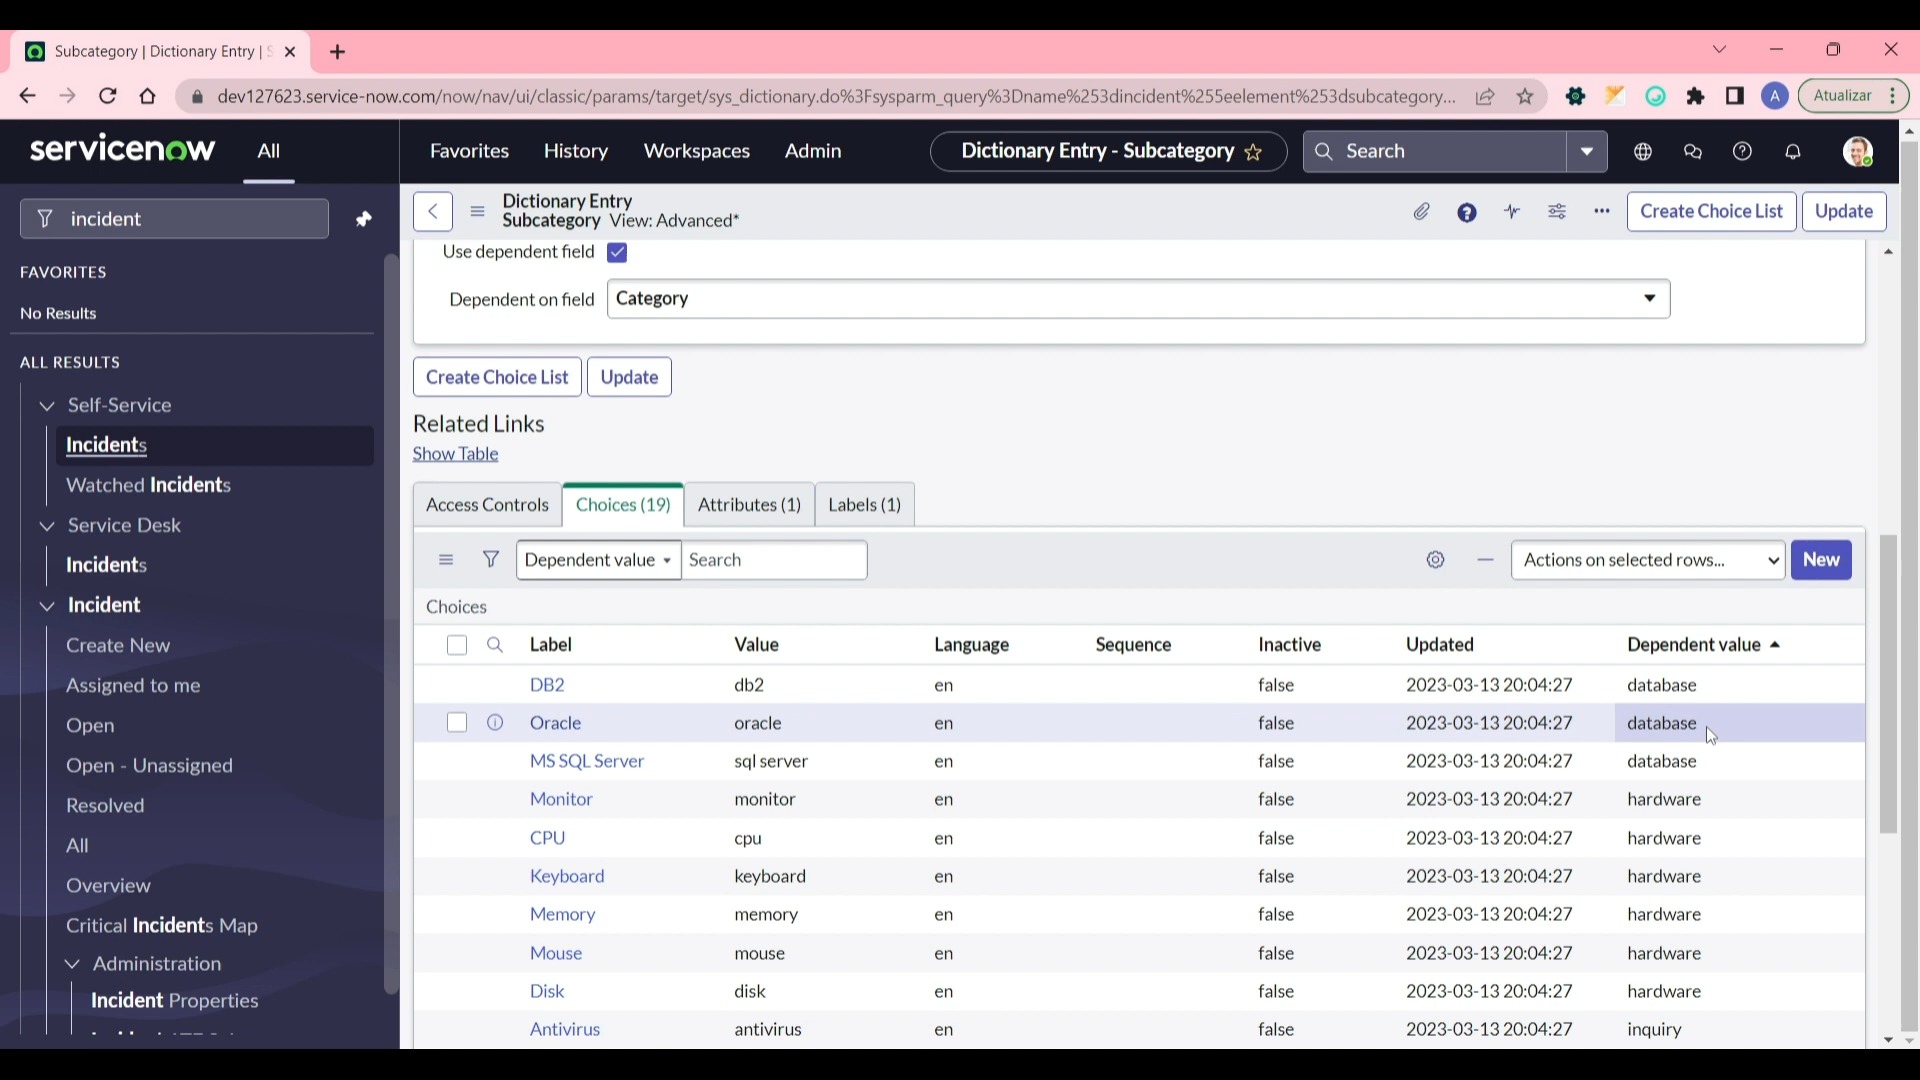 Subcategory | Dictionary Entry |
dev127623.service-now.com/now/nav/ui/classic/params/target/sys_dictionary.do%3Fsysparm_query%3Dname%253dincident%255eelement%253dsubcategory...
A
Atualizar
servicenow
All
Favorites
History
Workspaces
Admin
Dictionary Entry - Subcategory
Search
incident
FAVORITES
No Results
ALL RESULTS
Self-Service
Incidents
Watched Incidents
Service Desk
Incidents
Incident
Create New
Assigned to me
Open
Open - Unassigned
Resolved
All
Overview
Critical Incidents Map
Administration
Incident Properties
Dictionary Entry
Subcategory View: Advanced*
Create Choice List
Update
Use dependent field
Dependent on field Category
Create Choice List Update
Related Links
Show Table
Access Controls Choices (19) Attributes (1) Labels (1)
Dependent value Search Actions on selected rows... New
Choices
Label Value Language Sequence Inactive Updated Dependent value
DB2 db2 en false 2023-03-13 20:04:27 database
Oracle oracle en false 2023-03-13 20:04:27 database
MS SQL Server sql server en false 2023-03-13 20:04:27 database
Monitor monitor en false 2023-03-13 20:04:27 hardware
CPU cpu en false 2023-03-13 20:04:27 hardware
Keyboard keyboard en false 2023-03-13 20:04:27 hardware
Memory memory en false 2023-03-13 20:04:27 hardware
Mouse mouse en false 2023-03-13 20:04:27 hardware
Disk disk en false 2023-03-13 20:04:27 hardware
Antivirus antivirus en false 2023-03-13 20:04:27 inquiry